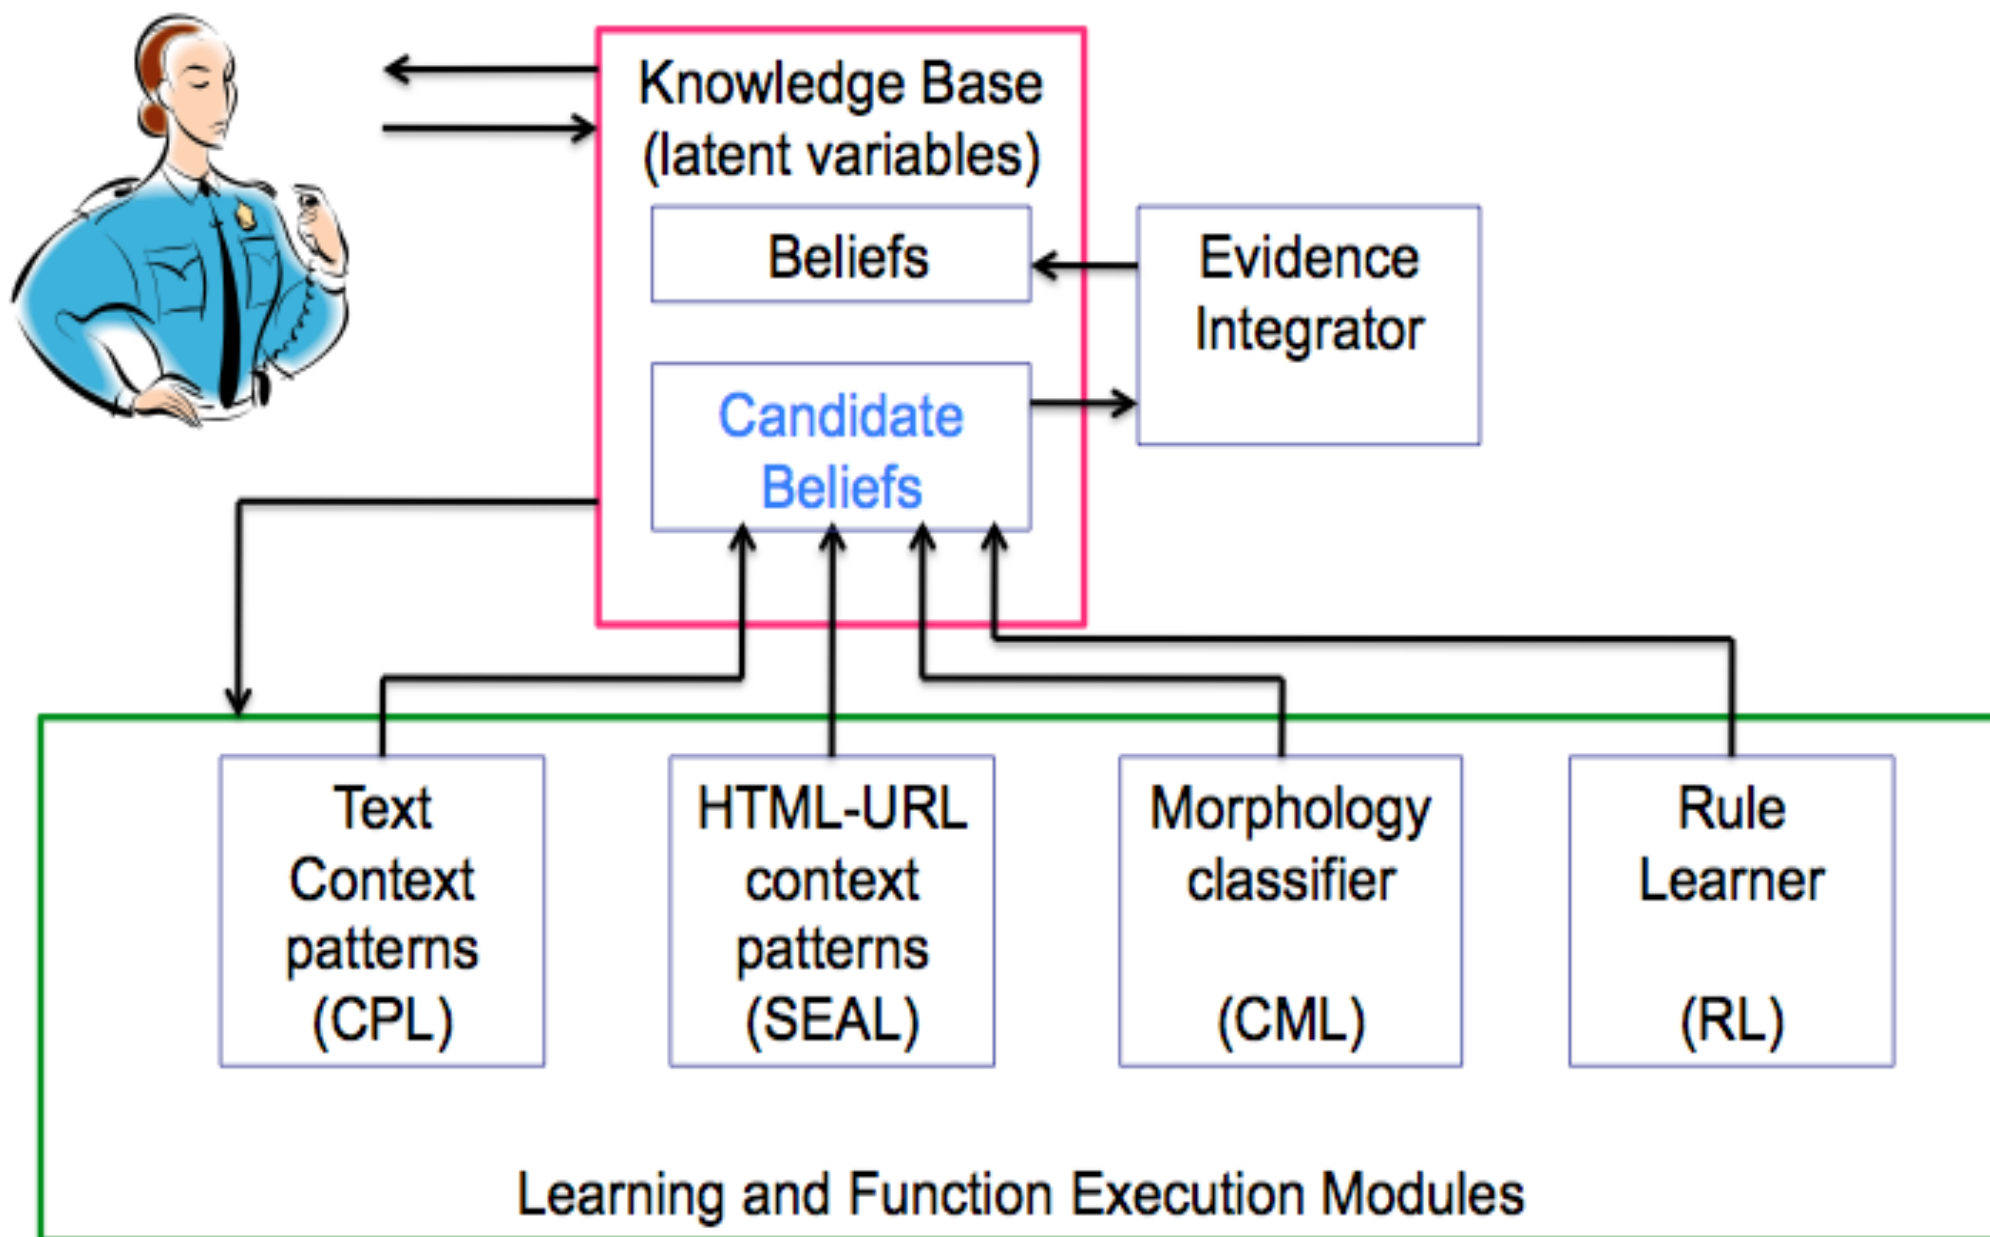 Knowledge Base
(latent variables)
Beliefs
Evidence
Integrator
Candidate
Beliefs
Text
Context
patterns
(CPL)
HTML-URL
context
patterns
(SEAL)
Morphology
classifier
(CML)
Rule
Learner
(RL)
Learning and Function Execution Modules